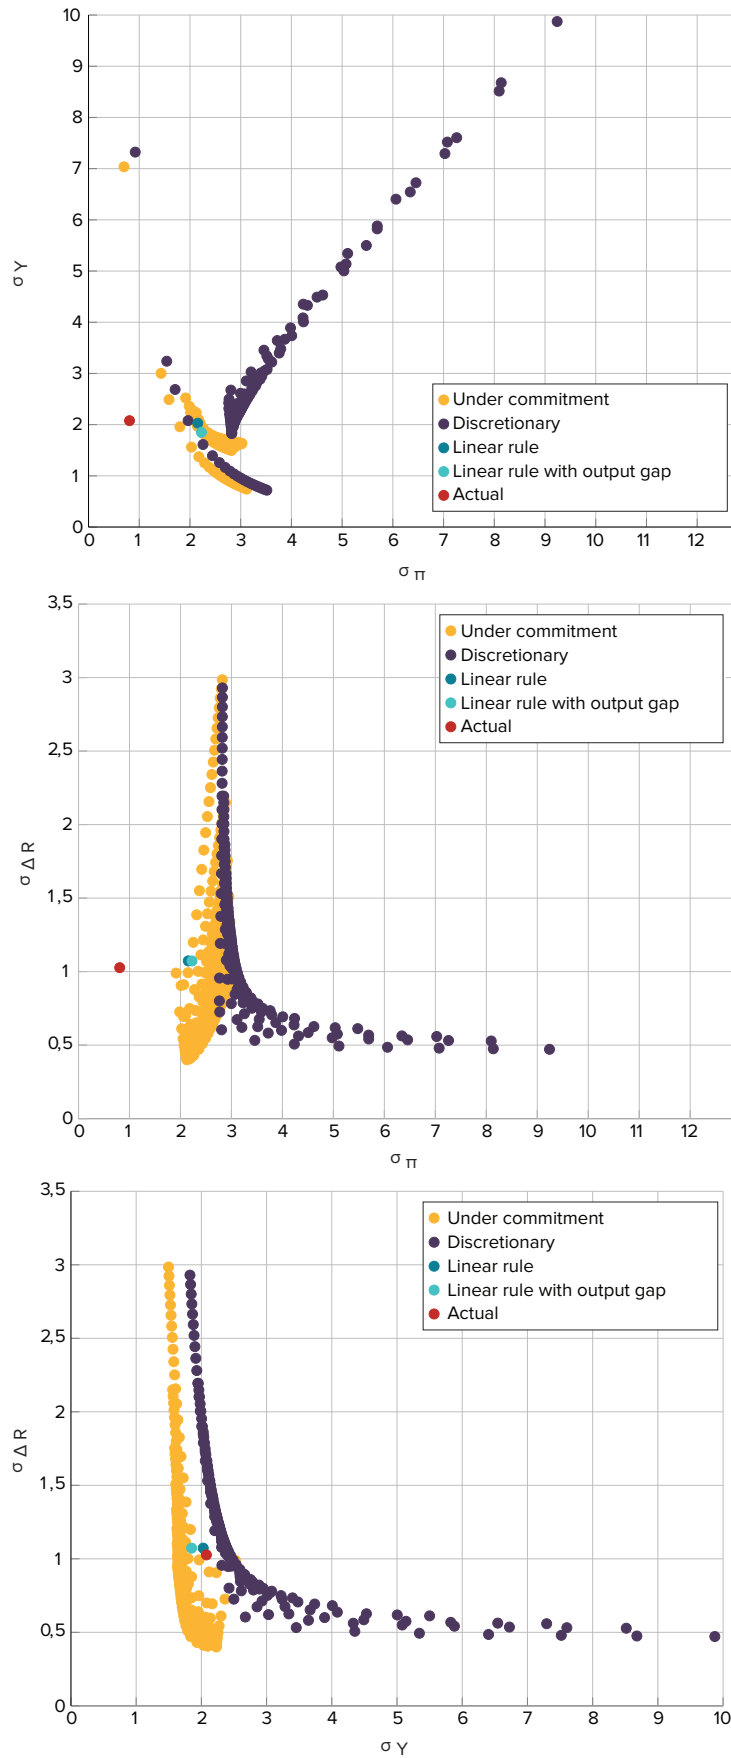 10
9
8
7
6
5
4
3
2
1
0
σ Y
Under commitment
Discretionary
Linear rule
Linear rule with output gap
Actual
0 1 2 3 4 5 6 7 8 9 10 11 12
σ π
3,5
3
2,5
2
1,5
1
0,5
0
σ Δ R
Under commitment
Discretionary
Linear rule
Linear rule with output gap
Actual
0 1 2 3 4 5 6 7 8 9 10 11 12
σ π
3,5
3
2,5
2
1,5
1
0,5
0
σ Δ R
Under commitment
Discretionary
Linear rule
Linear rule with output gap
Actual
0 1 2 3 4 5 6 7 8 9 10
σ Y